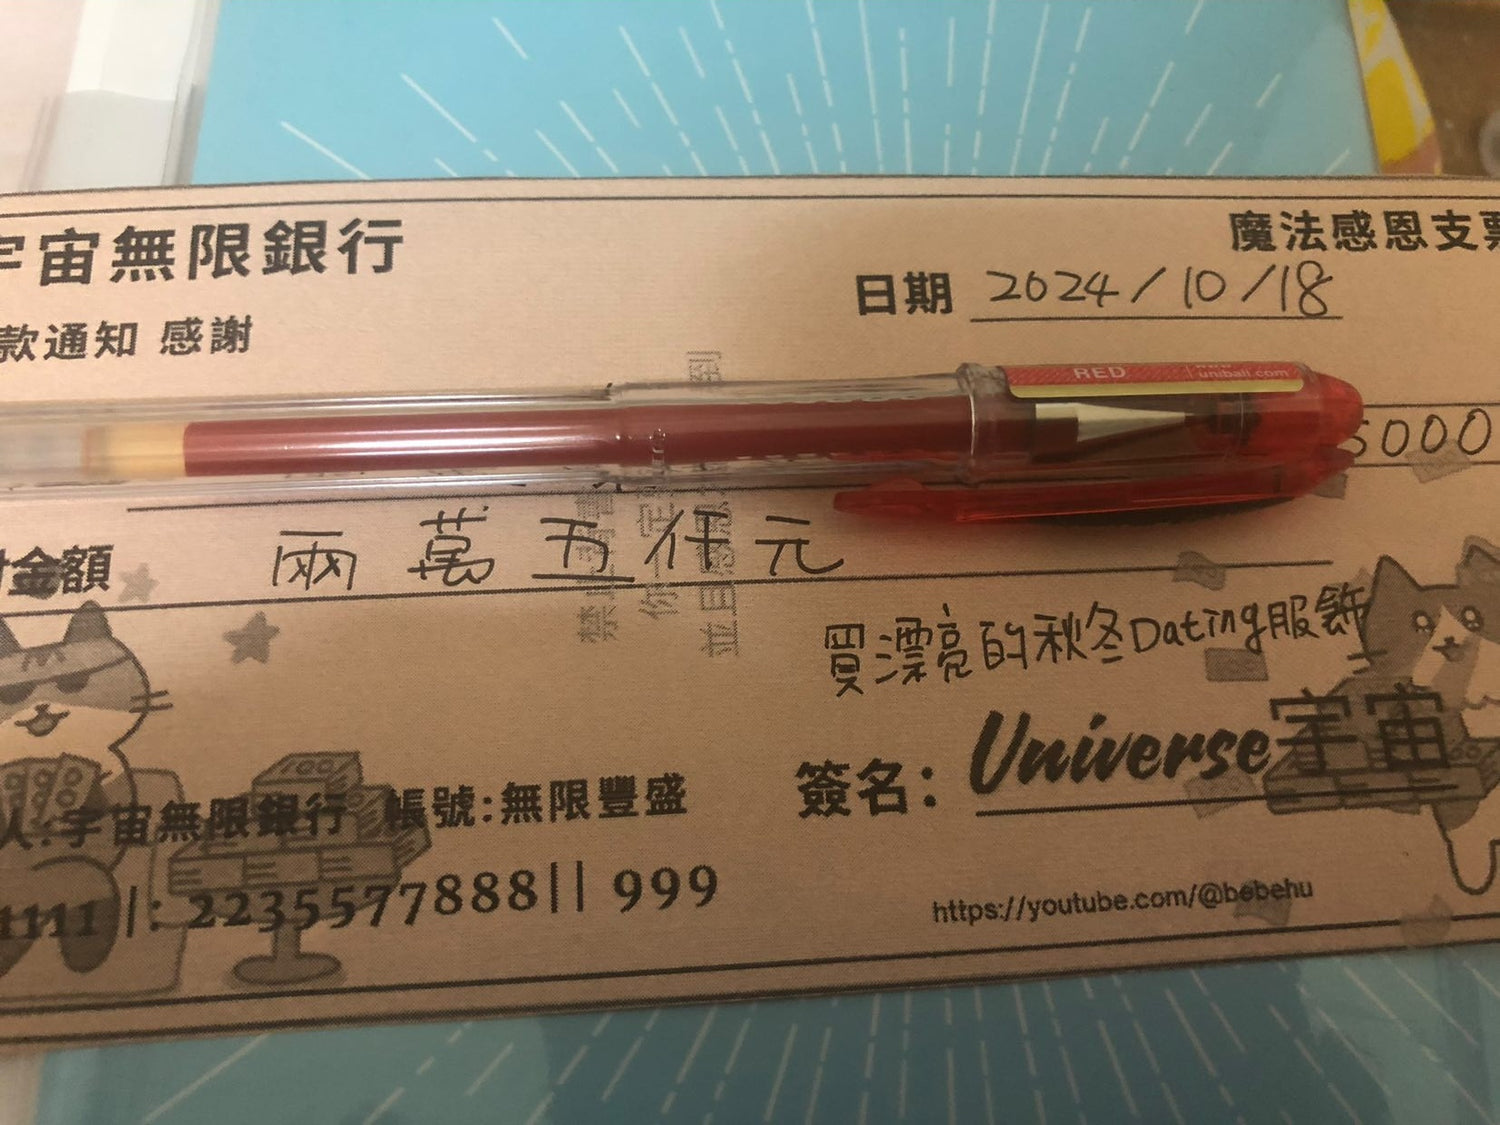 宇宙無限銀行
魔法感恩支票
日期 2024/10/18
款通知 感謝
RED
uniball.com
5000
付金額 兩萬五仟元
買漂亮的秋冬Dating服飾
簽名: Universe宇宙
人:宇宙無限銀行 帳號:無限豐盛
1111 |: 2235577888|| 999
https://youtube.com/@bebehu